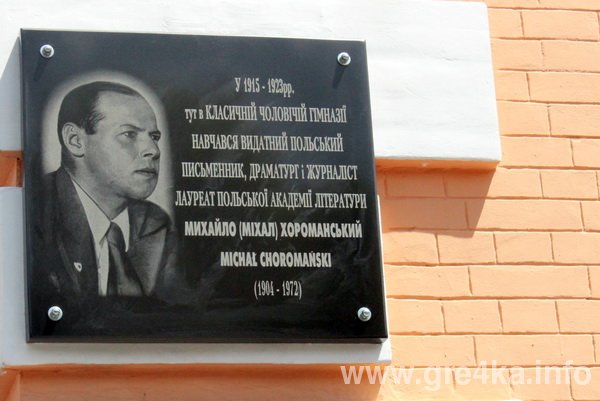 У 1915 - 1923рр.
тут в КЛАСИЧНІЙ ЧОЛОВІЧІЙ ГІМНАЗІЇ
НАВЧАВСЯ ВИДАТНИЙ ПОЛЬСЬКИЙ
ПИСЬМЕННИК, ДРАМАТУРГ і ЖУРНАЛІСТ
ЛАУРЕАТ ПОЛЬСЬКОЇ АКАДЕМІЇ ЛІТЕРАТУРИ
МИХАЙЛО (МІХАЛ) ХОРОМАНСЬКИЙ
MICHAŁ CHOROMAŃSKI
(1904 - 1972)
www.gre4ka.info